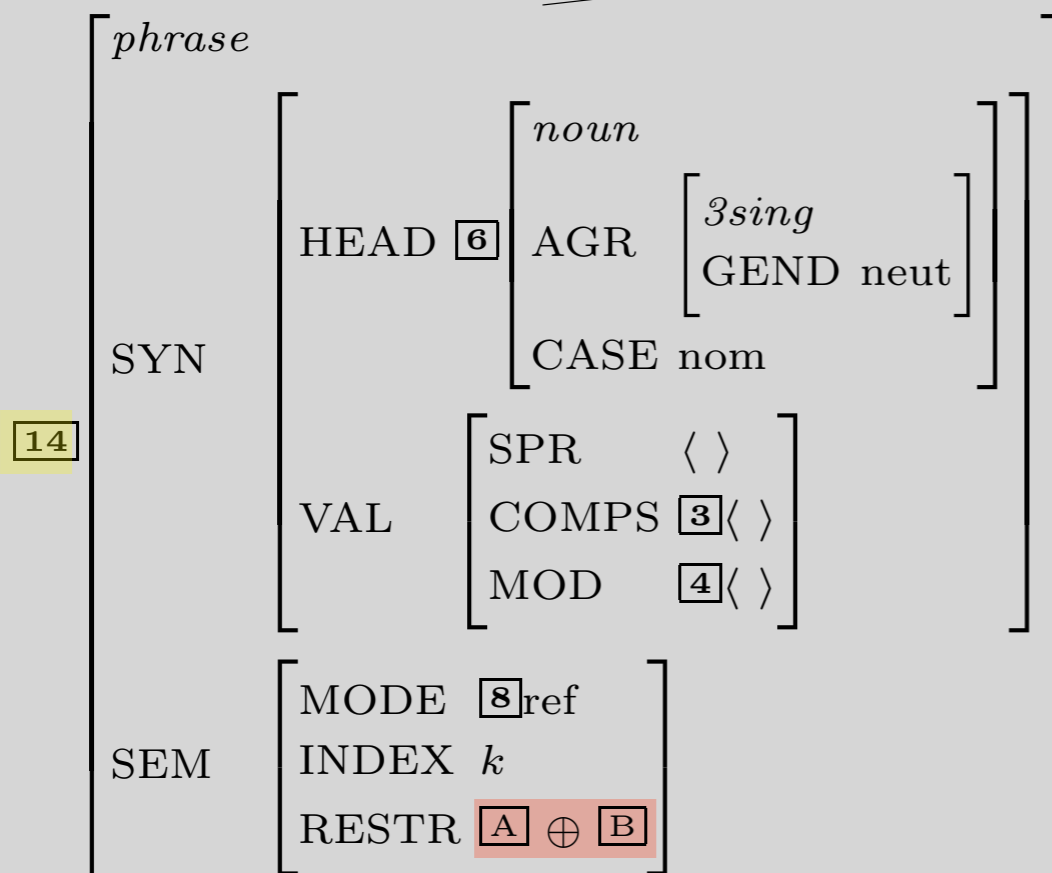 phrase
noun
3sing
HEAD 6 AGR GEND neut
SYN CASE nom
14
SPR ⟨ ⟩
VAL COMPS 3⟨ ⟩
MOD 4⟨ ⟩
MODE 8ref
SEM INDEX k
RESTR A ⊕ B